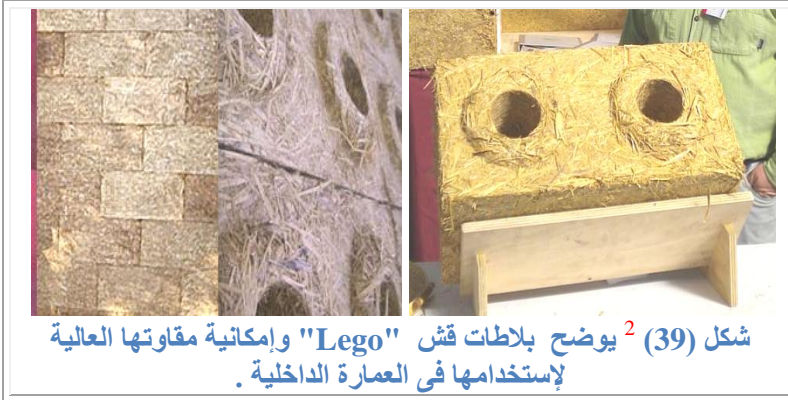 شكل (39) 2 يوضح بلاطات قش "Lego" وإمكانية مقاوتها العالية
لإستخدامها فى العمارة الداخلية .